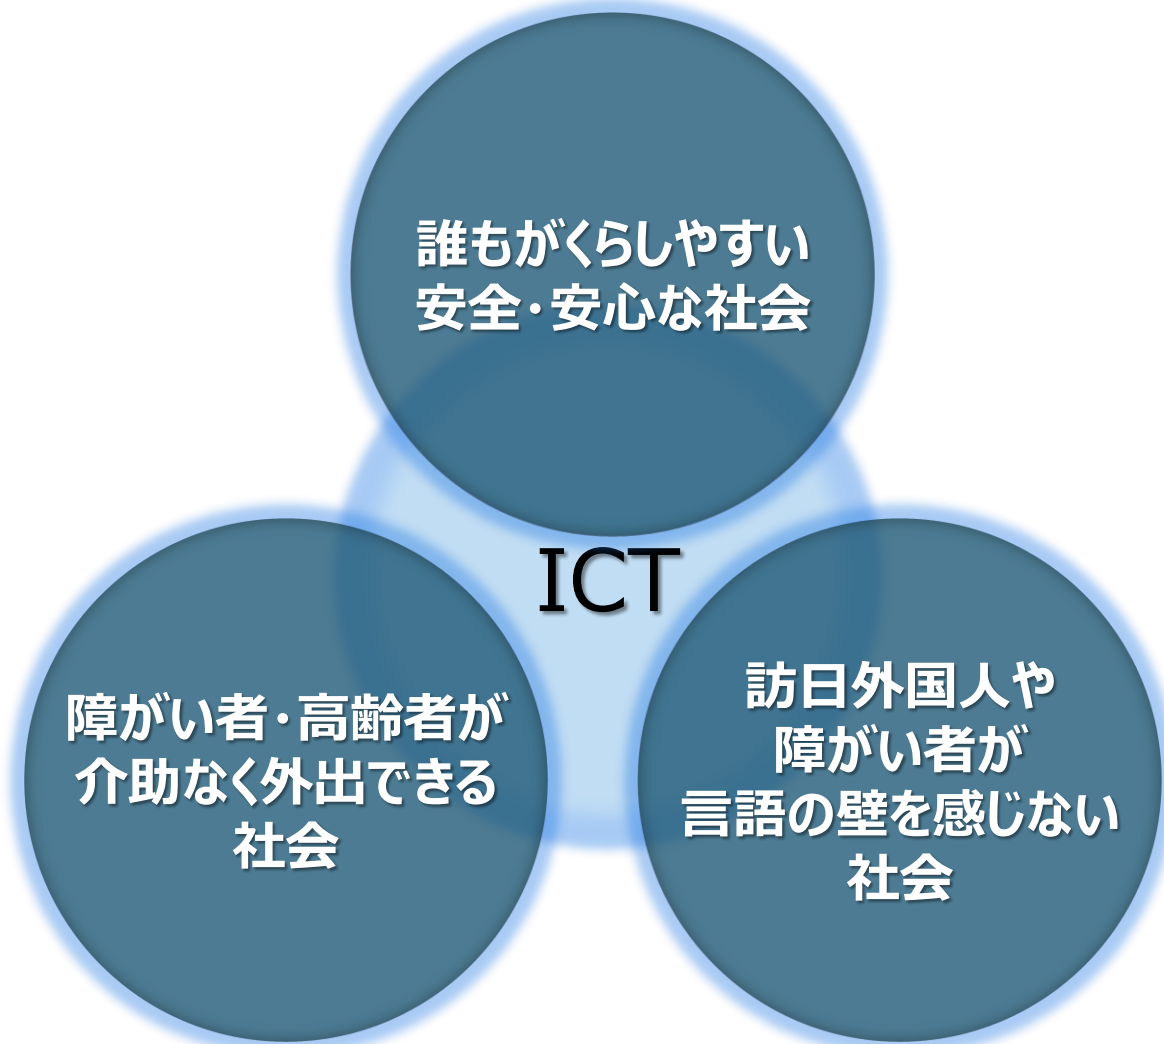 誰もがくらしやすい
安全・安心な社会
ICT
障がい者・高齢者が
介助なく外出できる
社会
訪日外国人や
障がい者が
言語の壁を感じない
社会